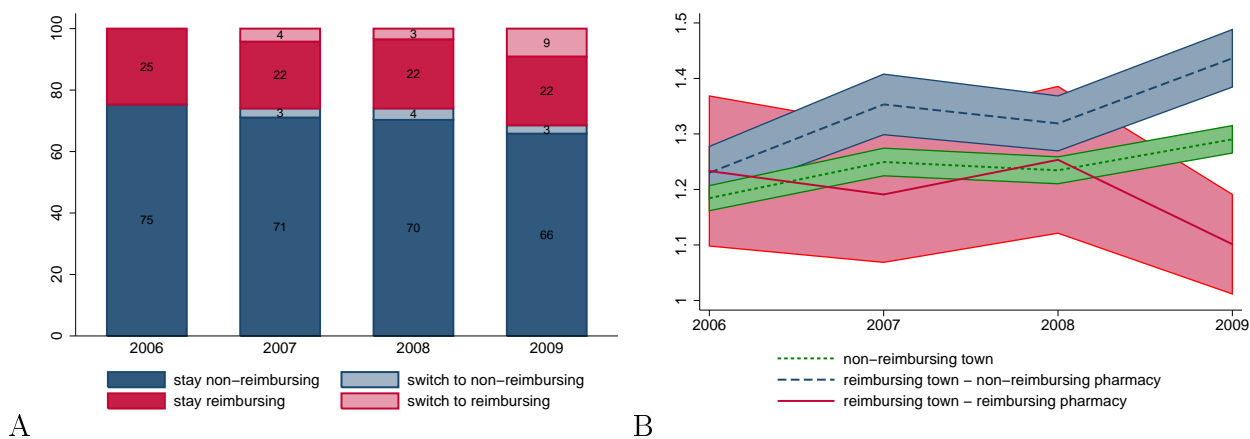 100
80
60
40
20
0
25
75
4
22
3
71
3
22
4
70
9
22
3
66
2006 2007 2008 2009
stay non−reimbursing switch to non−reimbursing
stay reimbursing switch to reimbursing
A
1.5
1.4
1.3
1.2
1.1
1
2006 2007 2008 2009
non−reimbursing town
reimbursing town − non−reimbursing pharmacy
reimbursing town − reimbursing pharmacy
B